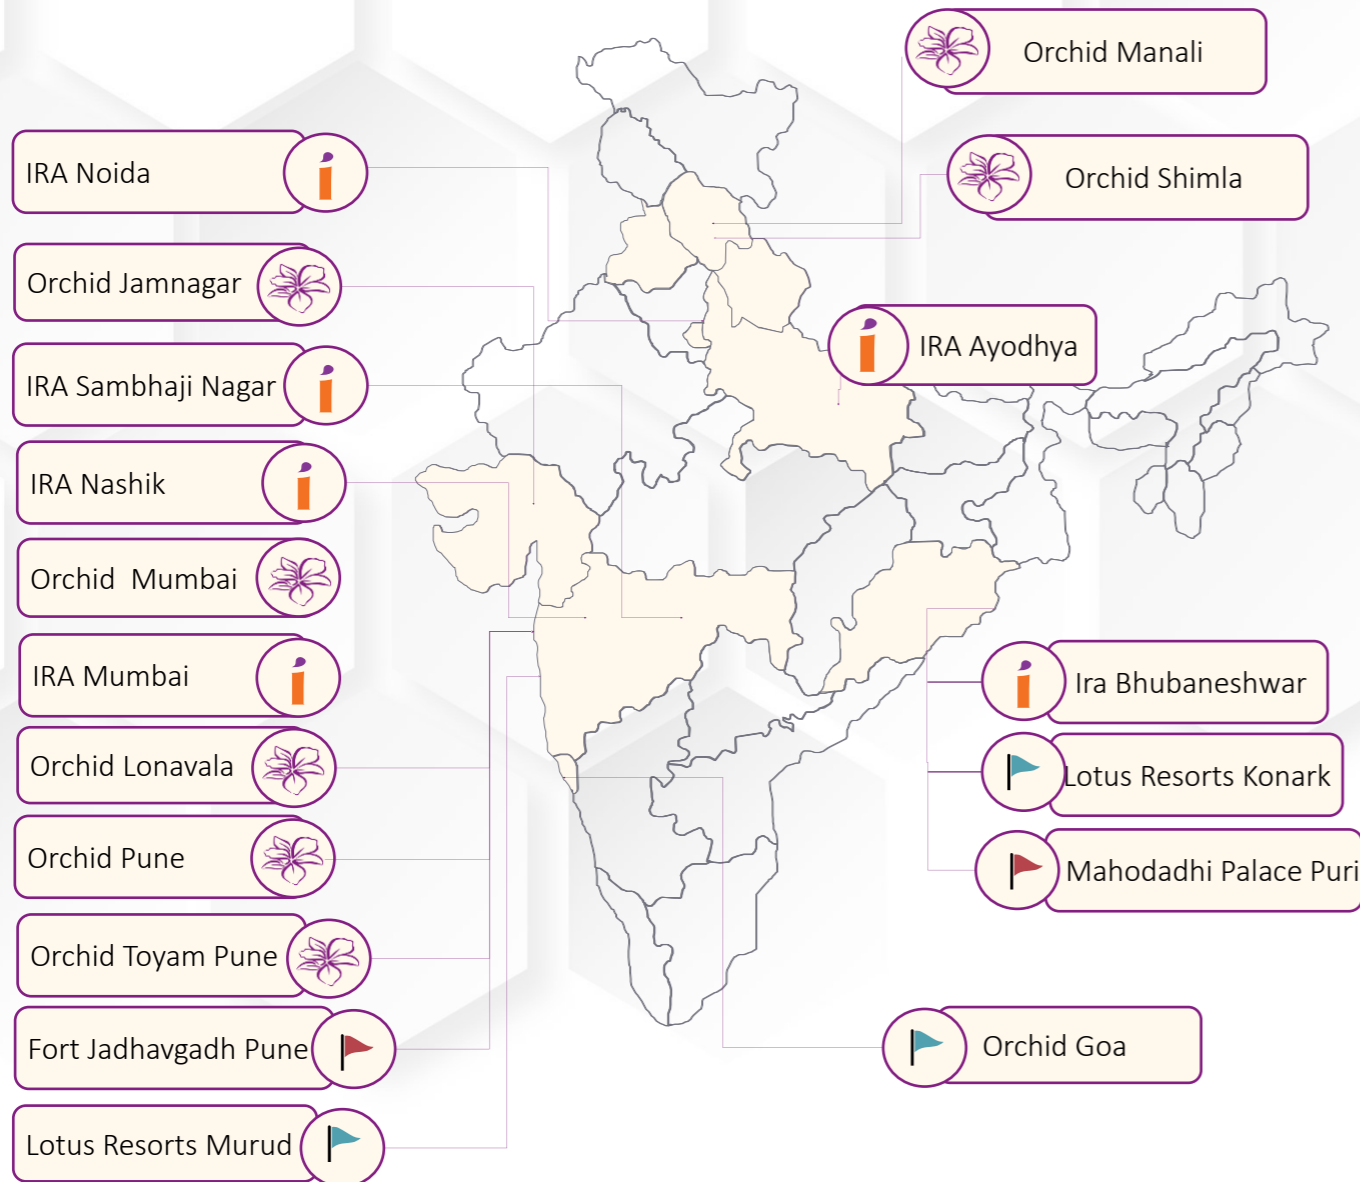 Orchid Manali
IRA Noida
Orchid Shimla
Orchid Jamnagar
IRA Ayodhya
IRA Sambhaji Nagar
IRA Nashik
Orchid  Mumbai
IRA Mumbai
Ira Bhubaneshwar
Orchid Lonavala
Lotus Resorts Konark
Orchid Pune
Mahodadhi Palace Puri
Orchid Toyam Pune
Fort Jadhavgadh Pune
Orchid Goa
Lotus Resorts Murud